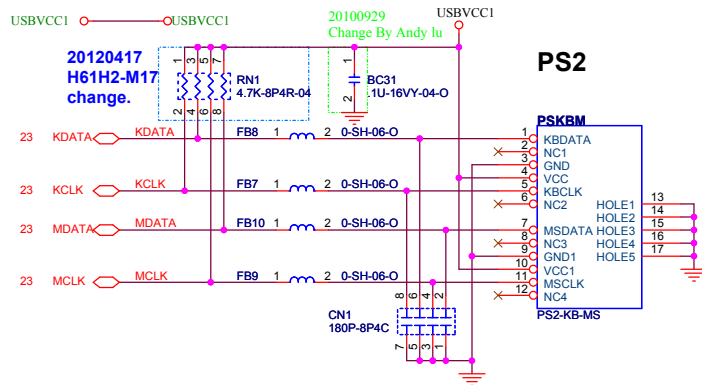 USBVCC1 USBVCC1
20100929
Change By Andy lu
USBVCC1
20120417
H61H2-M17
change.
PS2
1 3 5 7
RN1
4.7K-8P4R-04
2 4 6 8
1
BC31
.1U-16VY-04-O
2
PSKBM
23 KDATA KDATA FB8 1 2 0-SH-06-O
23 KCLK KCLK FB7 1 2 0-SH-06-O
23 MDATA MDATA FB10 1 2 0-SH-06-O
23 MCLK MCLK FB9 1 2 0-SH-06-O
1 KBDATA
2 NC1
3 GND
4 VCC
5 KBCLK
6 NC2
7 MSDATA
8 NC3
9 GND1
10 VCC1
11 MSCLK
12 NC4
HOLE1 13
HOLE2 14
HOLE3 15
HOLE4 16
HOLE5 17
PS2-KB-MS
8 6 4 2
CN1
180P-8P4C
7 5 3 1